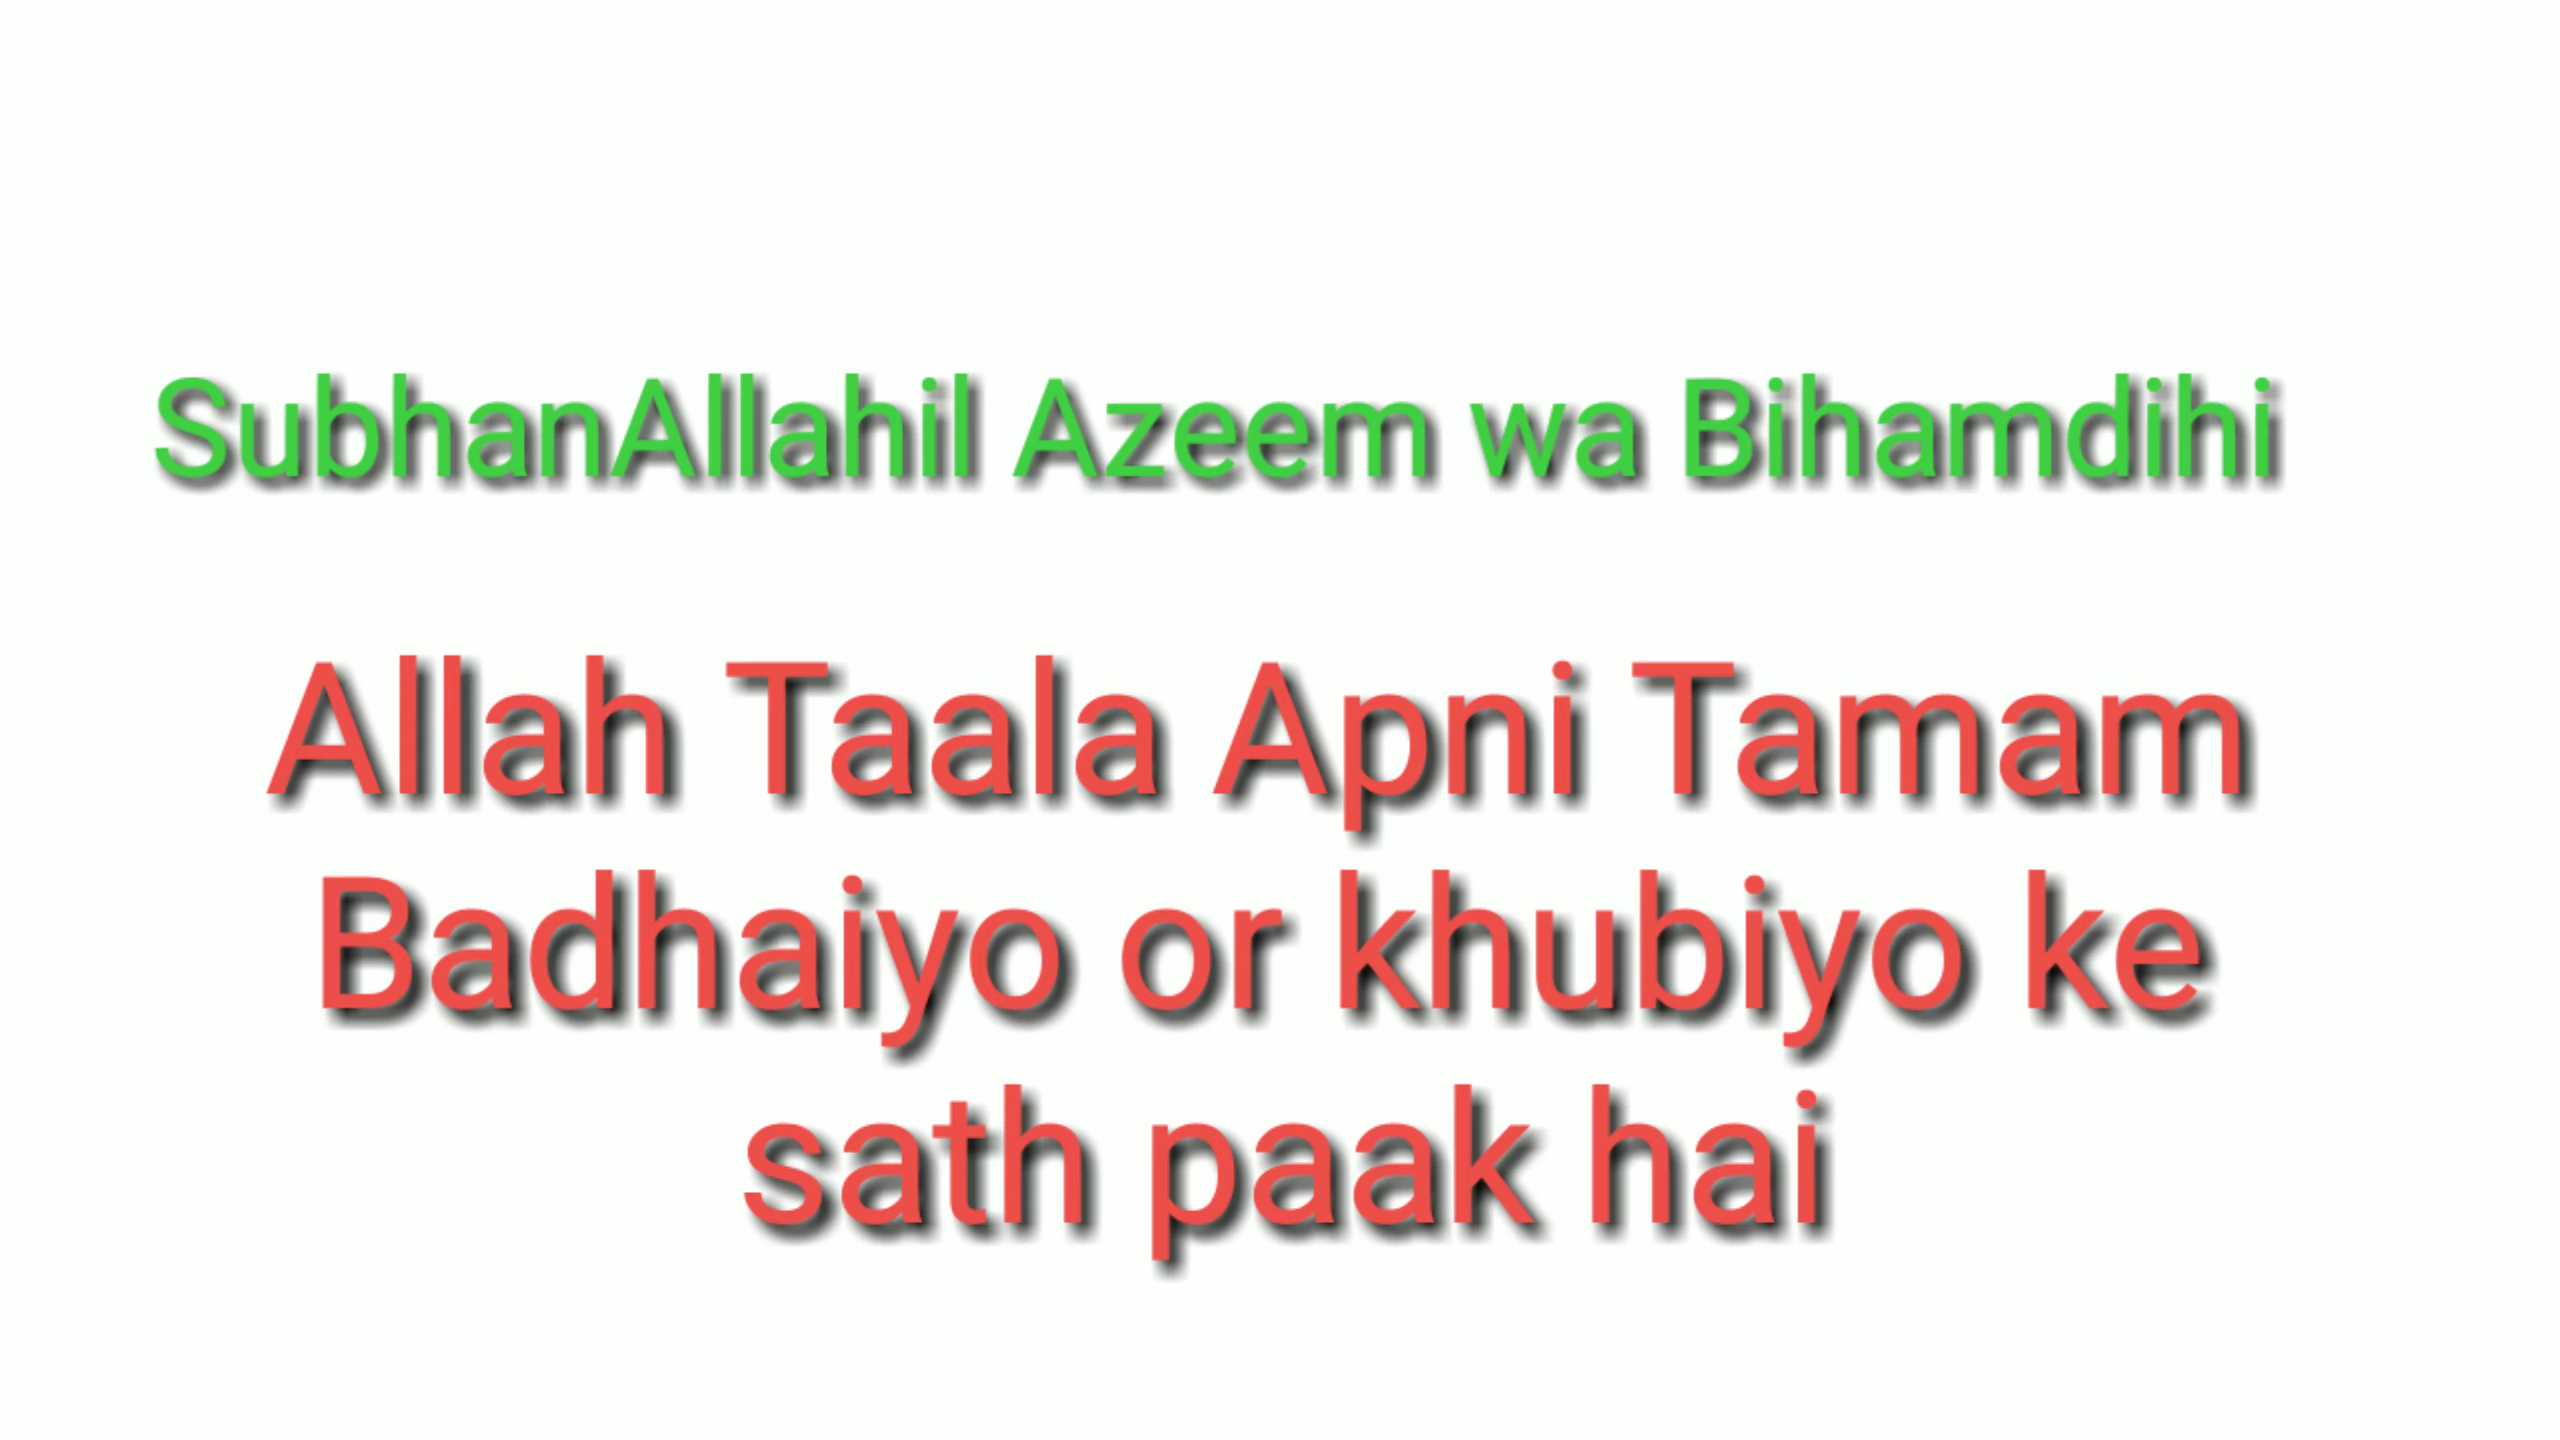 SubhanAllahil Azeem wa Bihamdihi
Allah Taala Apni Tamam
Badhaiyo or khubiyo ke
sath paak hai